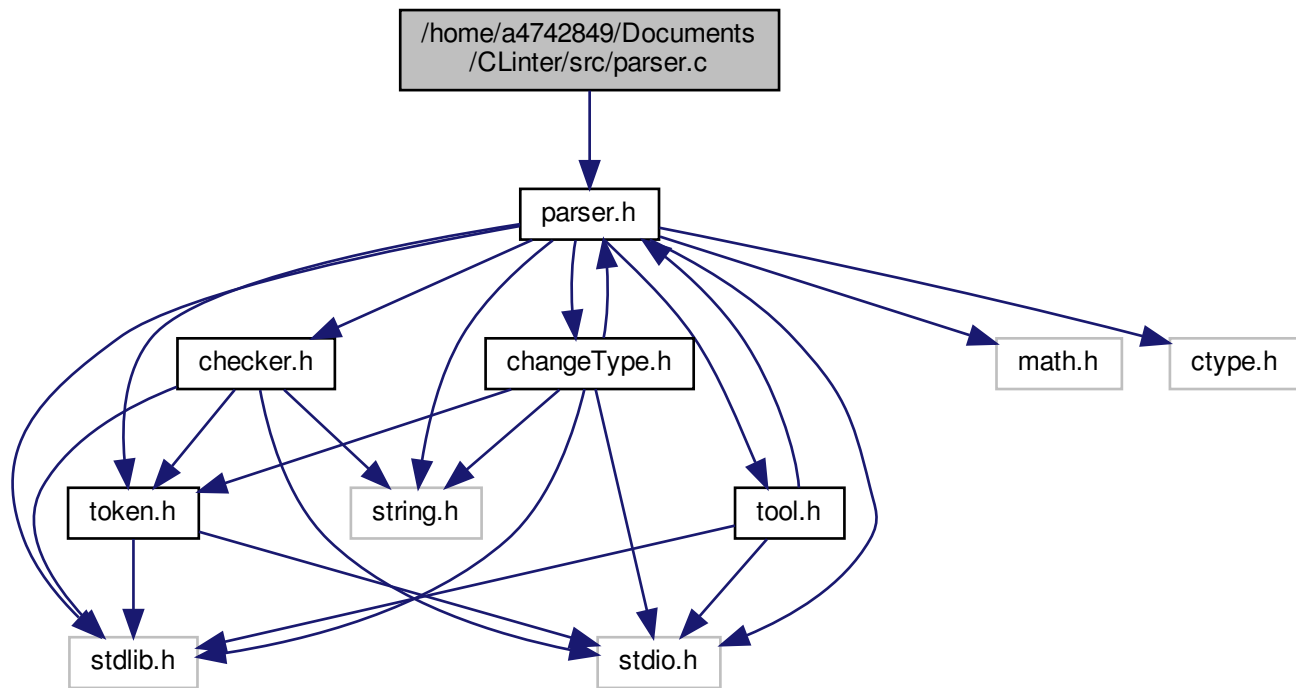 /home/a4742849/Documents
/CLinter/src/parser.c
parser.h
checker.h
changeType.h
math.h
ctype.h
token.h
string.h
tool.h
stdlib.h
stdio.h